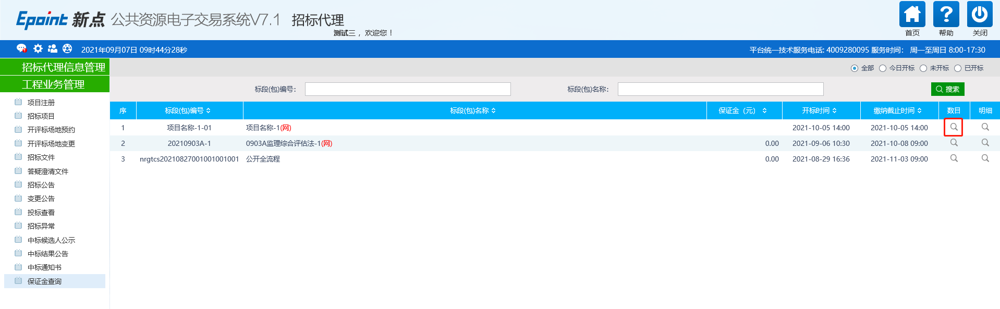 Epoint 新点 公共资源电子交易系统V7.1 招标代理
测试三， 欢迎您！
首页 帮助 关闭
2021年09月07日 09时44分28秒
平台统一技术服务电话: 4009280095 服务时间： 周一至周日 8:00-17:30
招标代理信息管理
工程业务管理
项目注册
招标项目
开评标场地预约
开评标场地变更
招标文件
答疑澄清文件
招标公告
变更公告
投标查看
招标异常
中标候选人公示
中标结果公告
中标通知书
保证金查询
全部 今日开标 未开标 已开标
标段(包)编号： 标段(包)名称： 搜索
序 标段(包)编号 标段(包)名称 保证金（元） 开标时间 缴纳截止时间 数目 明细
1 项目名称-1-01 项目名称-1(网) 2021-10-05 14:00 2021-10-05 14:00
2 20210903A-1 0903A监理综合评估法-1(网) 0.00 2021-09-06 10:30 2021-10-08 09:00
3 nrgtcs20210827001001001001 公开全流程 0.00 2021-08-29 16:36 2021-11-03 09:00